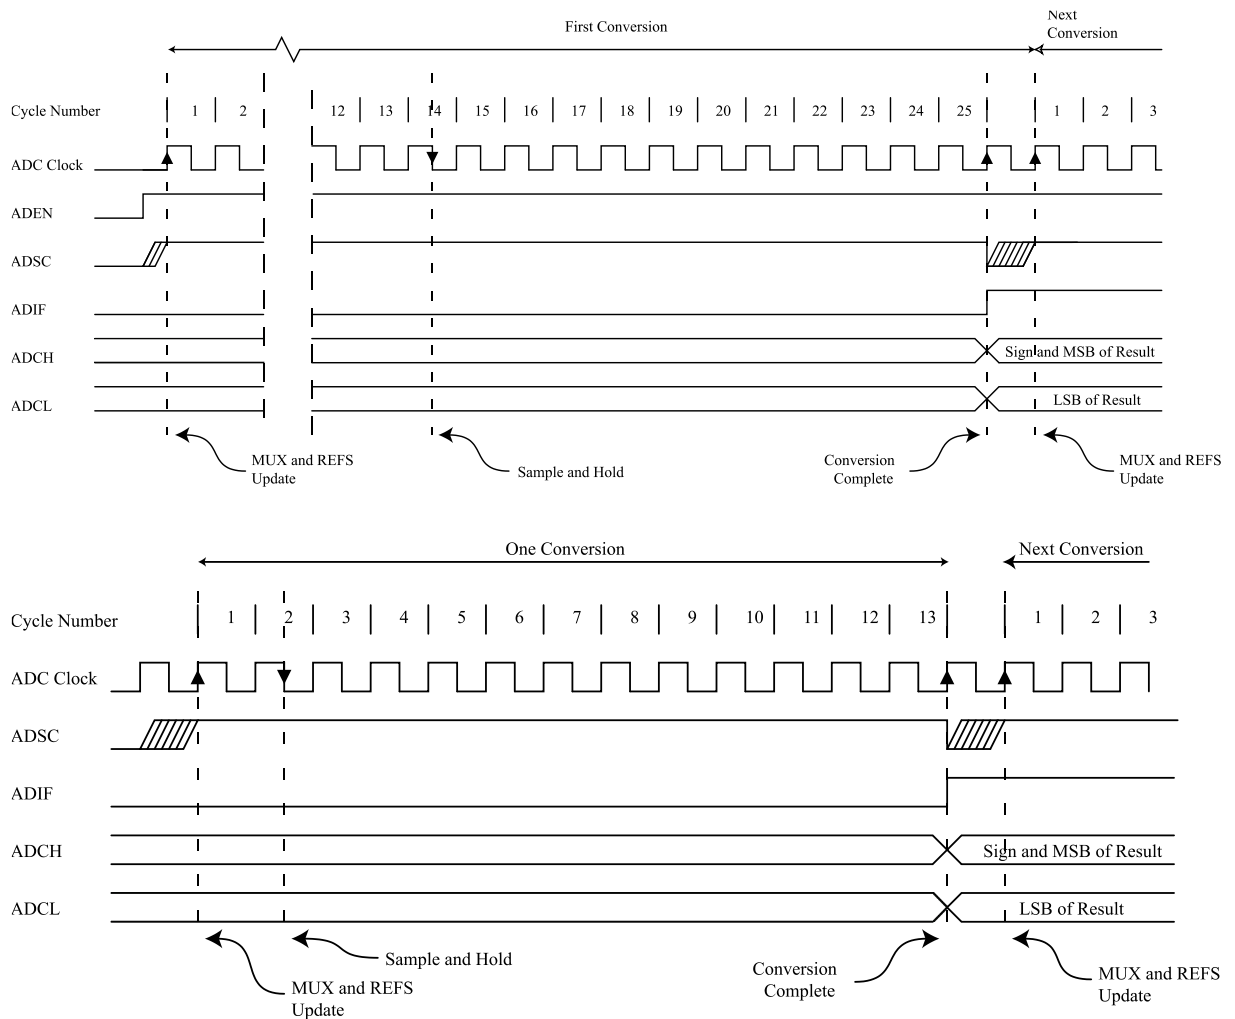 First Conversion
Next
Conversion
Cycle Number 1 2 12 13 14 15 16 17 18 19 20 21 22 23 24 25 1 2 3
ADC Clock
ADEN
ADSC
ADIF
ADCH Sign and MSB of Result
ADCL LSB of Result
MUX and REFS
Update
Sample and Hold
Conversion
Complete
MUX and REFS
Update
One Conversion Next Conversion
Cycle Number 1 2 3 4 5 6 7 8 9 10 11 12 13 1 2 3
ADC Clock
ADSC
ADIF
ADCH Sign and MSB of Result
ADCL LSB of Result
Sample and Hold
MUX and REFS
Update
Conversion
Complete
MUX and REFS
Update